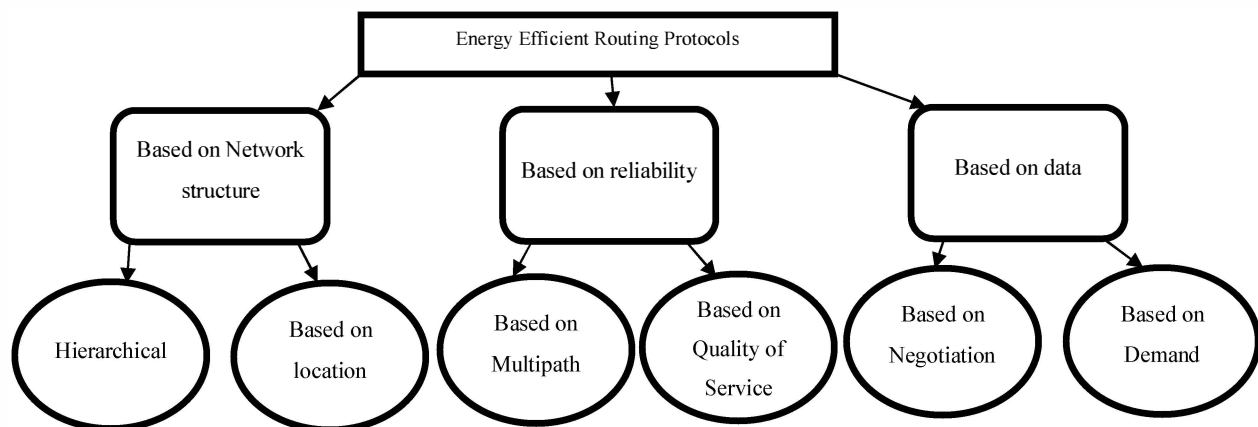 Energy Efficient Routing Protocols
Based on Network
structure
Based on reliability
Based on data
Hierarchical
Based on
location
Based on
Multipath
Based on
Quality of
Service
Based on
Negotiation
Based on
Demand